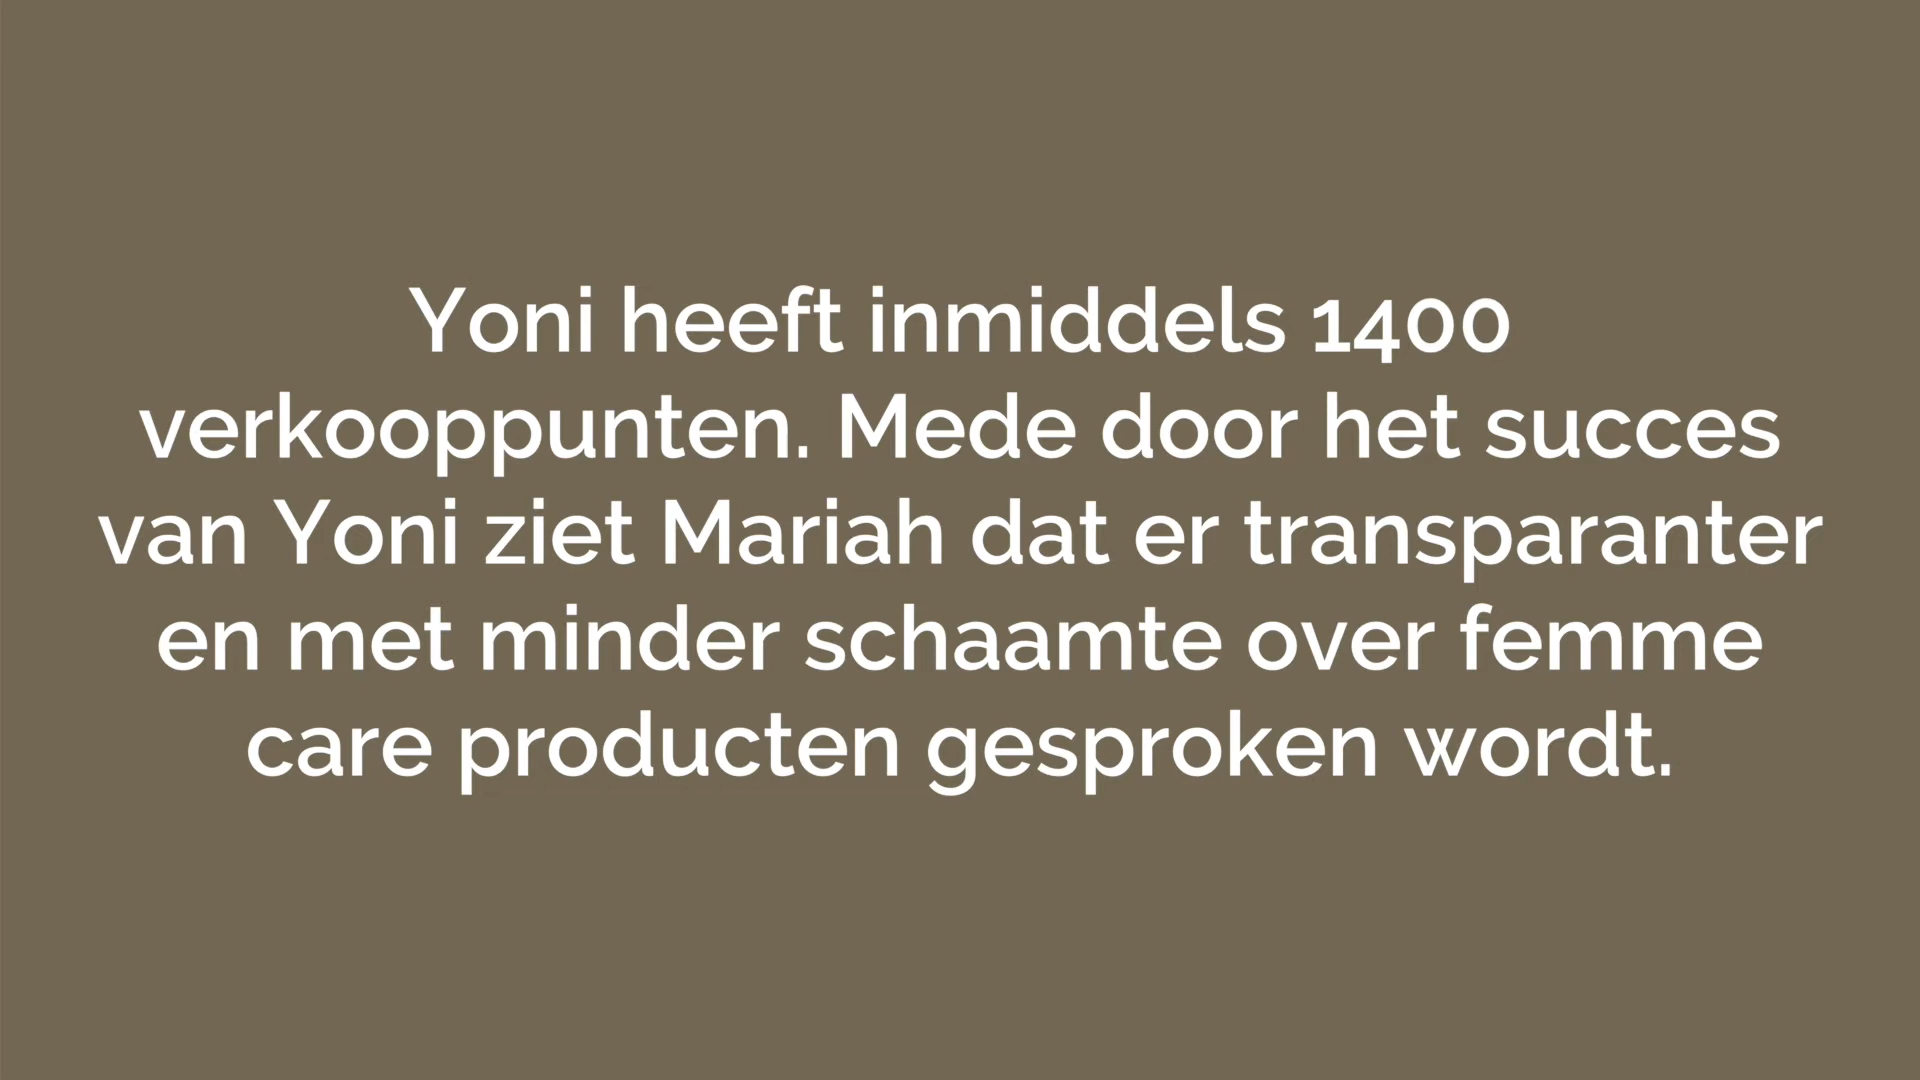 Yoni heeft inmiddels 1400
verkooppunten. Mede door het succes
van Yoni ziet Mariah dat er transparanter
en met minder schaamte over femme
care producten gesproken wordt.